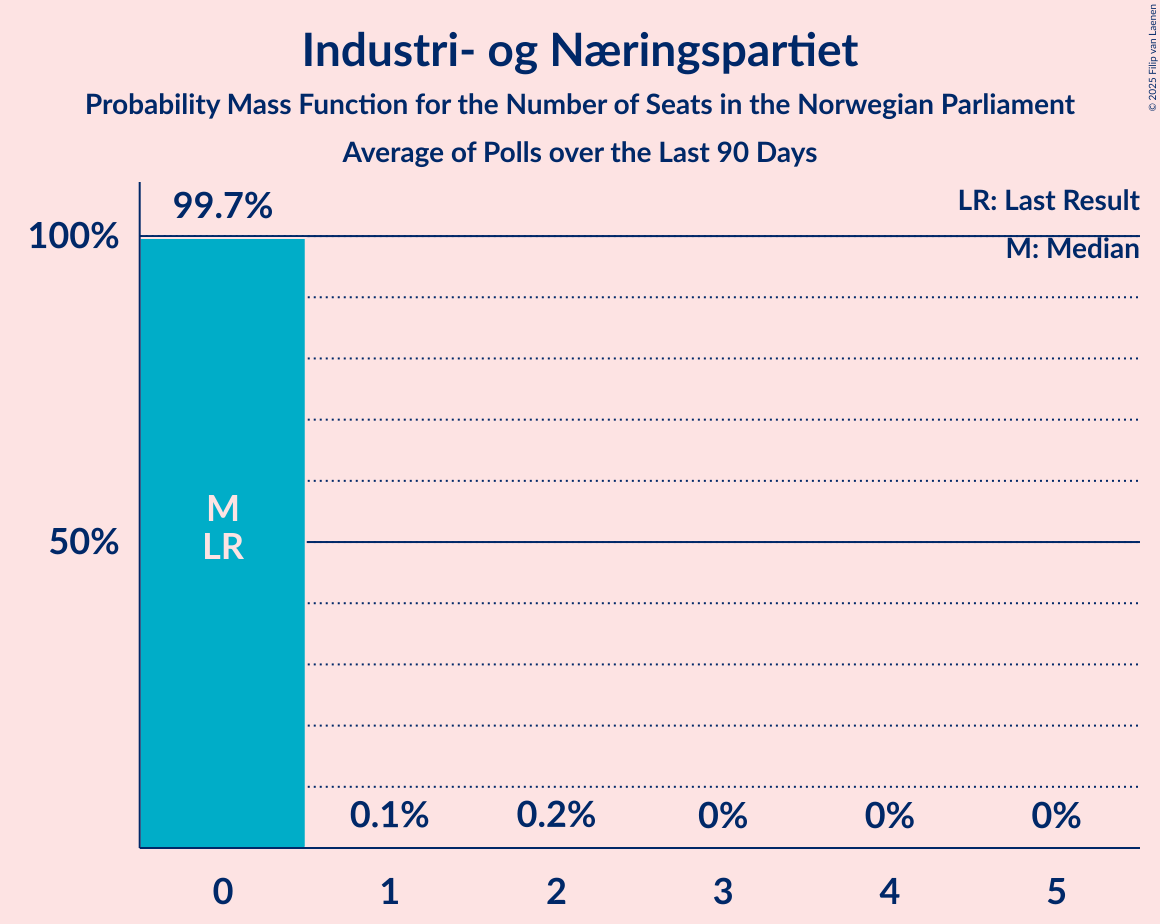 Industri- og Næringspartiet
Probability Mass Function for the Number of Seats in the Norwegian Parliament
Average of Polls over the Last 90 Days
© 2025 Filip van Laenen
LR: Last Result
M: Median
99.7%
100%
M
LR
50%
0.1%
0.2%
0%
0%
0%
0
1
2
3
4
5